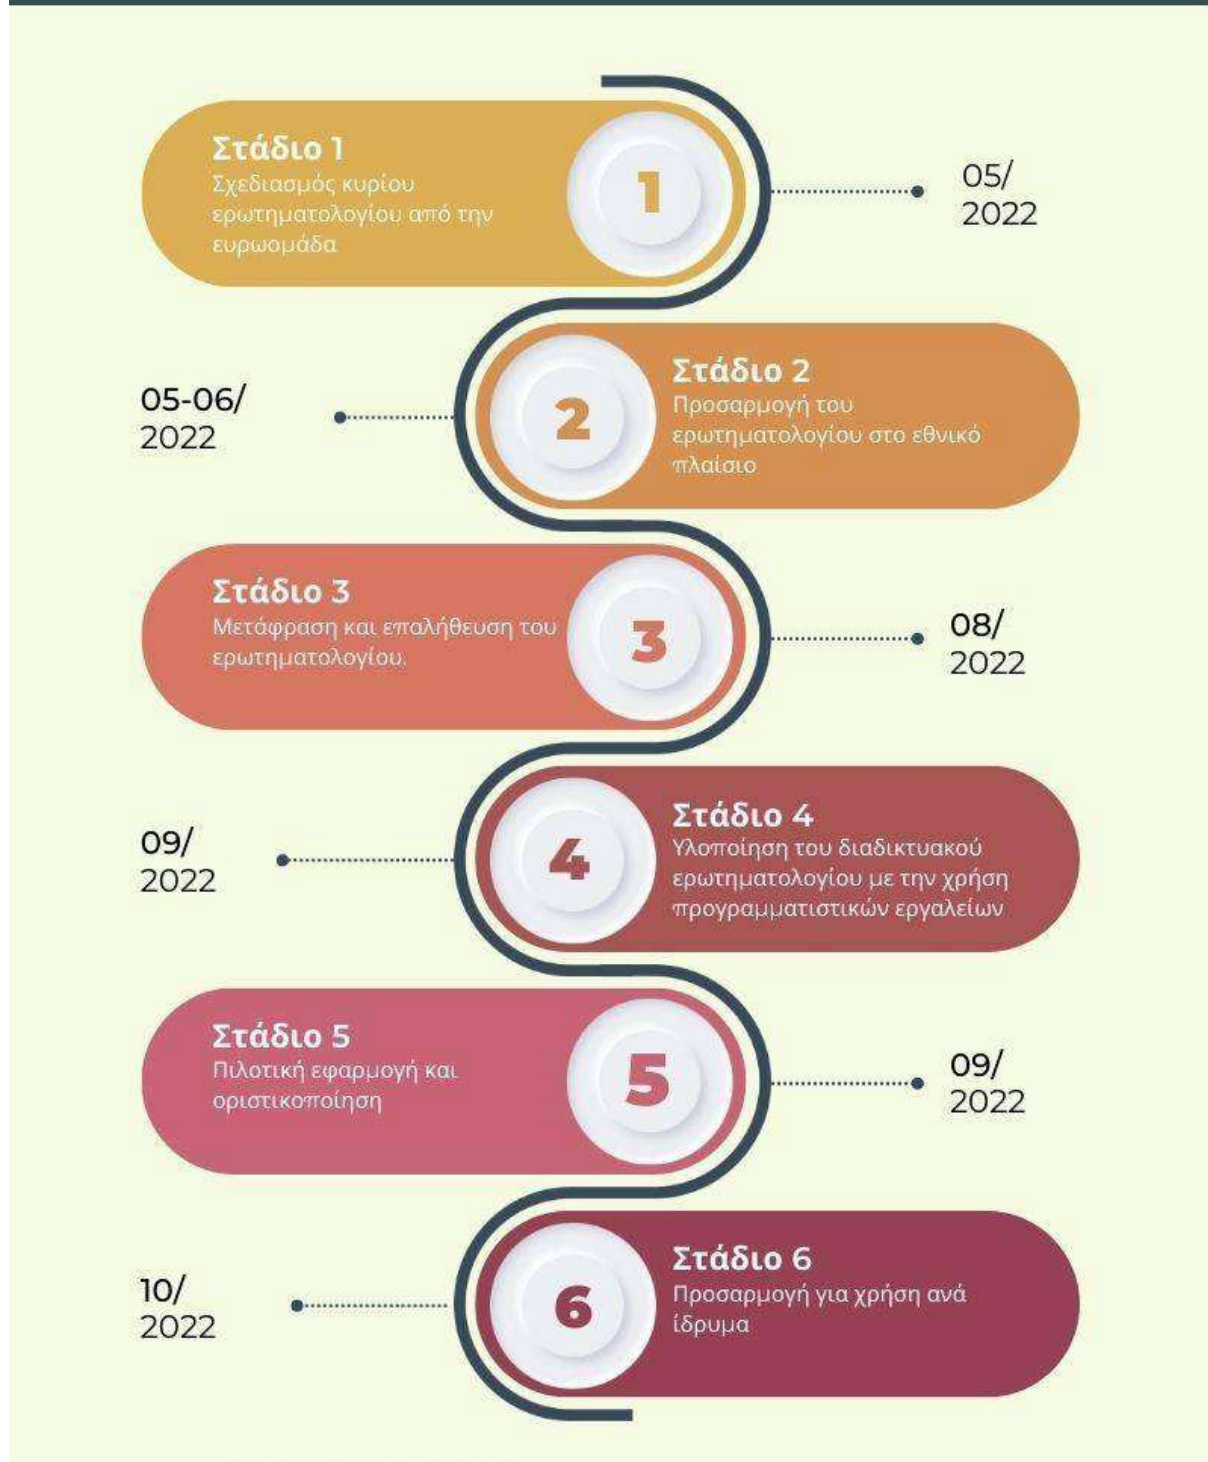 Στάδιο 1
Σχεδιασμός κυρίου
ερωτηματολογίου από την
ευρωομάδα
1
05/
2022
05-06/
2022
2
Στάδιο 2
Προσαρμογή του
ερωτηματολογίου στο εθνικό
πλαίσιο
Στάδιο 3
Μετάφραση και επαλήθευση του
ερωτηματολογίου.
3
08/
2022
09/
2022
4
Στάδιο 4
Υλοποίηση του διαδικτυακού
ερωτηματολογίου με την χρήση
προγραμματιστικών εργαλείων
Στάδιο 5
Πιλοτική εφαρμογή και
οριστικοποίηση
5
09/
2022
10/
2022
6
Στάδιο 6
Προσαρμογή για χρήση ανά
ίδρυμα